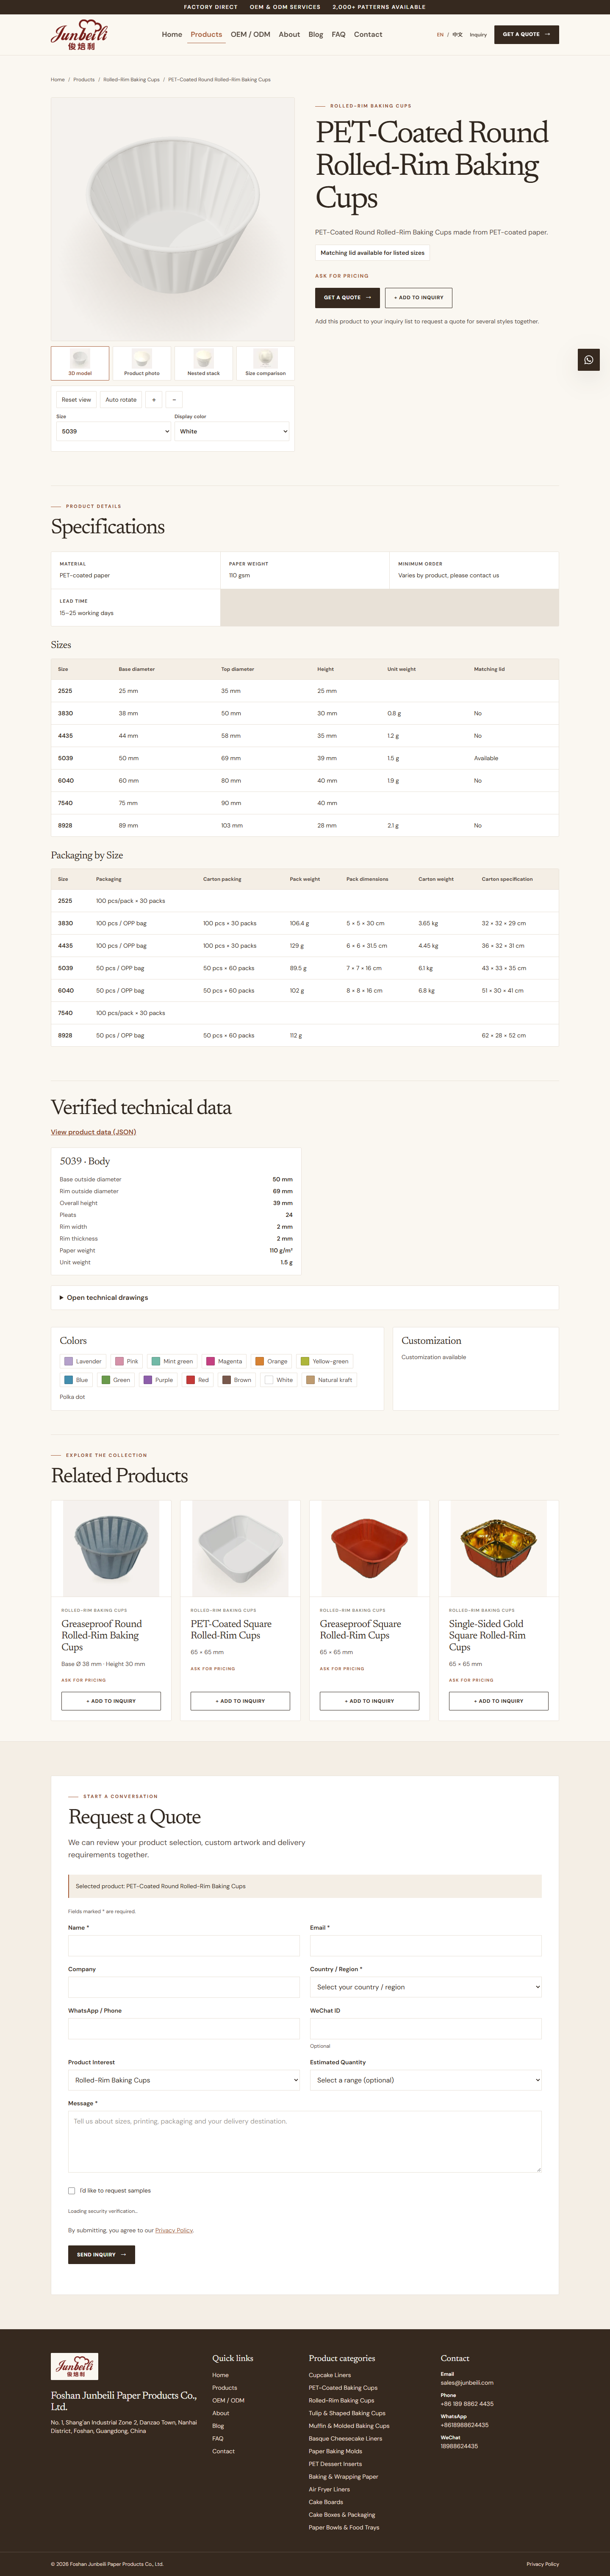 FACTORY DIRECT OEM & ODM SERVICES 2,000+ PATTERNS AVAILABLE
Junbeili
俊焙利
Home Products OEM / ODM About Blog FAQ Contact
EN / 中文 Inquiry GET A QUOTE →
Home / Products / Rolled-Rim Baking Cups / PET-Coated Round Rolled-Rim Baking Cups
ROLLED-RIM BAKING CUPS
PET-Coated Round
Rolled-Rim Baking
Cups
PET-Coated Round Rolled-Rim Baking Cups made from PET-coated paper.
Matching lid available for listed sizes
ASK FOR PRICING
GET A QUOTE → + ADD TO INQUIRY
Add this product to your inquiry list to request a quote for several styles together.
3D model Product photo Nested stack Size comparison
Reset view Auto rotate + −
Size Display color
5039 White
PRODUCT DETAILS
Specifications
MATERIAL PAPER WEIGHT MINIMUM ORDER
PET-coated paper 110 gsm Varies by product, please contact us
LEAD TIME
15–25 working days
Sizes
Size Base diameter Top diameter Height Unit weight Matching lid
2525 25 mm 35 mm 25 mm
3830 38 mm 50 mm 30 mm 0.8 g No
4435 44 mm 58 mm 35 mm 1.2 g No
5039 50 mm 69 mm 39 mm 1.5 g Available
6040 60 mm 80 mm 40 mm 1.9 g No
7540 75 mm 90 mm 40 mm
8928 89 mm 103 mm 28 mm 2.1 g No
Packaging by Size
Size Packaging Carton packing Pack weight Pack dimensions Carton weight Carton specification
2525 100 pcs/pack × 30 packs
3830 100 pcs / OPP bag 100 pcs × 30 packs 106.4 g 5 × 5 × 30 cm 3.65 kg 32 × 32 × 29 cm
4435 100 pcs / OPP bag 100 pcs × 30 packs 129 g 6 × 6 × 31.5 cm 4.45 kg 36 × 32 × 31 cm
5039 50 pcs / OPP bag 50 pcs × 60 packs 89.5 g 7 × 7 × 16 cm 6.1 kg 43 × 33 × 35 cm
6040 50 pcs / OPP bag 50 pcs × 60 packs 102 g 8 × 8 × 16 cm 6.8 kg 51 × 30 × 41 cm
7540 100 pcs/pack × 30 packs
8928 50 pcs / OPP bag 50 pcs × 60 packs 112 g 62 × 28 × 52 cm
Verified technical data
View product data (JSON)
5039 · Body
Base outside diameter 50 mm
Rim outside diameter 69 mm
Overall height 39 mm
Pleats 24
Rim width 2 mm
Rim thickness 2 mm
Paper weight 110 g/m²
Unit weight 1.5 g
▶ Open technical drawings
Colors
Lavender Pink Mint green Magenta Orange Yellow-green
Blue Green Purple Red Brown White Natural kraft
Polka dot
Customization
Customization available
EXPLORE THE COLLECTION
Related Products
ROLLED-RIM BAKING CUPS
Greaseproof Round
Rolled-Rim Baking
Cups
Base Ø 38 mm · Height 30 mm
ASK FOR PRICING
+ ADD TO INQUIRY
ROLLED-RIM BAKING CUPS
PET-Coated Square
Rolled-Rim Cups
65 × 65 mm
ASK FOR PRICING
+ ADD TO INQUIRY
ROLLED-RIM BAKING CUPS
Greaseproof Square
Rolled-Rim Cups
65 × 65 mm
ASK FOR PRICING
+ ADD TO INQUIRY
ROLLED-RIM BAKING CUPS
Single-Sided Gold
Square Rolled-Rim
Cups
65 × 65 mm
ASK FOR PRICING
+ ADD TO INQUIRY
START A CONVERSATION
Request a Quote
We can review your product selection, custom artwork and delivery
requirements together.
Selected product: PET-Coated Round Rolled-Rim Baking Cups
Fields marked * are required.
Name * Email *
Company Country / Region *
Select your country / region
WhatsApp / Phone WeChat ID
Optional
Product Interest Estimated Quantity
Rolled-Rim Baking Cups Select a range (optional)
Message *
Tell us about sizes, printing, packaging and your delivery destination.
I'd like to request samples
Loading security verification…
By submitting, you agree to our Privacy Policy.
SEND INQUIRY →
Junbeili
俊焙利
Foshan Junbeili Paper Products Co.,
Ltd.
No. 1, Shang'an Industrial Zone 2, Danzao Town, Nanhai
District, Foshan, Guangdong, China
Quick links
Home
Products
OEM / ODM
About
Blog
FAQ
Contact
Product categories
Cupcake Liners
PET-Coated Baking Cups
Rolled-Rim Baking Cups
Tulip & Shaped Baking Cups
Muffin & Molded Baking Cups
Basque Cheesecake Liners
Paper Baking Molds
PET Dessert Inserts
Baking & Wrapping Paper
Air Fryer Liners
Cake Boards
Cake Boxes & Packaging
Paper Bowls & Food Trays
Contact
Email
sales@junbeili.com
Phone
+86 189 8862 4435
WhatsApp
+8618988624435
WeChat
18988624435
© 2026 Foshan Junbeili Paper Products Co., Ltd. Privacy Policy